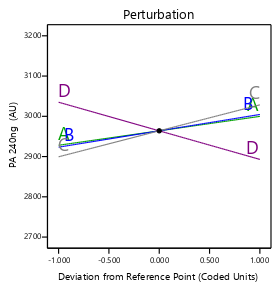 Perturbation
PA 240ng (AU)
3200
3100
3000
2900
2800
2700
D
A B
C
C
B A
D
-1.000 -0.500 0.000 0.500 1.000
Deviation from Reference Point (Coded Units)